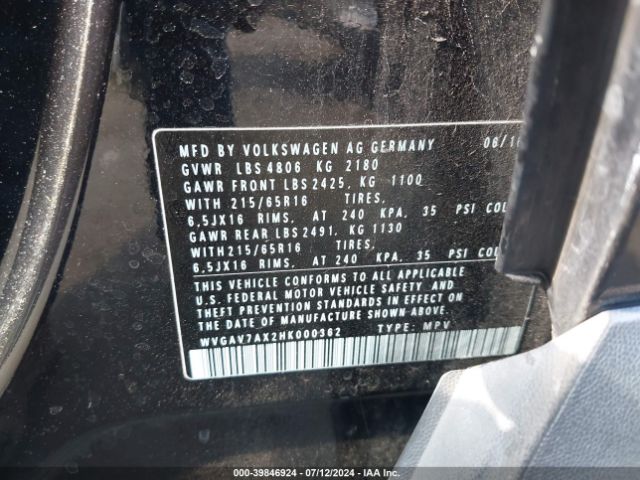 MFD BY VOLKSWAGEN AG GERMANY 06/1
GVWR LBS 4806 KG 2180
GAWR FRONT LBS 2425, KG 1100
WITH 215/65R16 TIRES,
6,5JX16 RIMS, AT 240 KPA, 35 PSI COL
GAWR REAR LBS 2491, KG 1130
WITH 215/65R16 TIRES,
6,5JX16 RIMS, AT 240 KPA, 35 PSI COL
THIS VEHICLE CONFORMS TO ALL APPLICABLE
U.S. FEDERAL MOTOR VEHICLE SAFETY AND
THEFT PREVENTION STANDARDS IN EFFECT ON
THE DATE OF MANUFACTURE SHOWN ABOVE.
WVGAV7AX2HK000362 TYPE: MPV
000-39846924 | 07/12/2024 | IAA Inc.